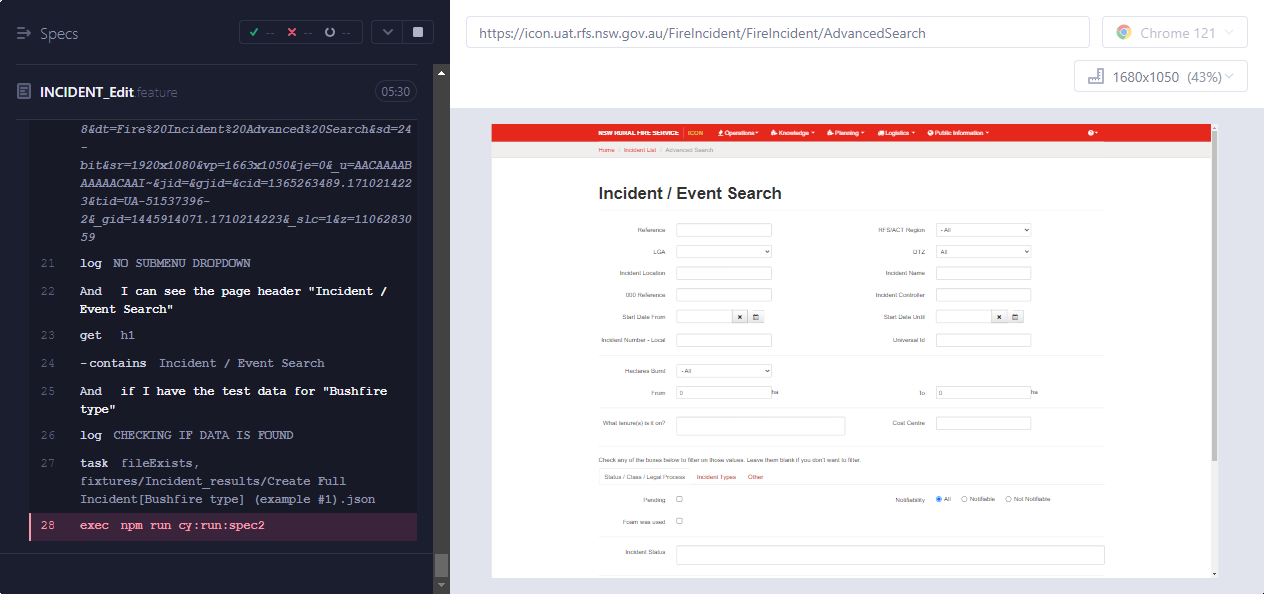 Specs
-- -- --
INCIDENT_Edit feature
05:30
8&dt=Fire%20Incident%20Advanced%20Search&sd=24
-
bit&sr=1920x1080&vp=1663x1050&je=0&_u=AACAAAAB
AAAAACAAI~&jid=&gjid=&cid=1365263489.171021422
3&tid=UA-51537396-
2&_gid=1445914071.1710214223&_slc=1&z=11062830
59
21 log NO SUBMENU DROPDOWN
22 And I can see the page header "Incident /
Event Search"
23 get h1
24 -contains Incident / Event Search
25 And if I have the test data for "Bushfire
type"
26 log CHECKING IF DATA IS FOUND
27 task fileExists,
fixtures/Incident_results/Create Full
Incident[Bushfire type] (example #1).json
28 exec npm run cy:run:spec2
https://icon.uat.rfs.nsw.gov.au/FireIncident/FireIncident/AdvancedSearch
Chrome 121
1680x1050 (43%)
NSW RURAL FIRE SERVICE ICON Operations Knowledge Planning Logistics Public Information
Home / Incident List / Advanced Search
Incident / Event Search
Reference RFS/ACT Region - All
LGA DTZ All
Incident Location Incident Name
000 Reference Incident Controller
Start Date From Start Date Until
Incident Number - Local Universal Id
Hectares Burnt - All
From 0 ha To 0 ha
What tenure(s) is it on? Cost Centre
Check any of the boxes below to filter on those values. Leave them blank if you don't want to filter.
Status / Class / Legal Process Incident Types Other
Pending Notifiability All Notifiable Not Notifiable
Foam was used
Incident Status